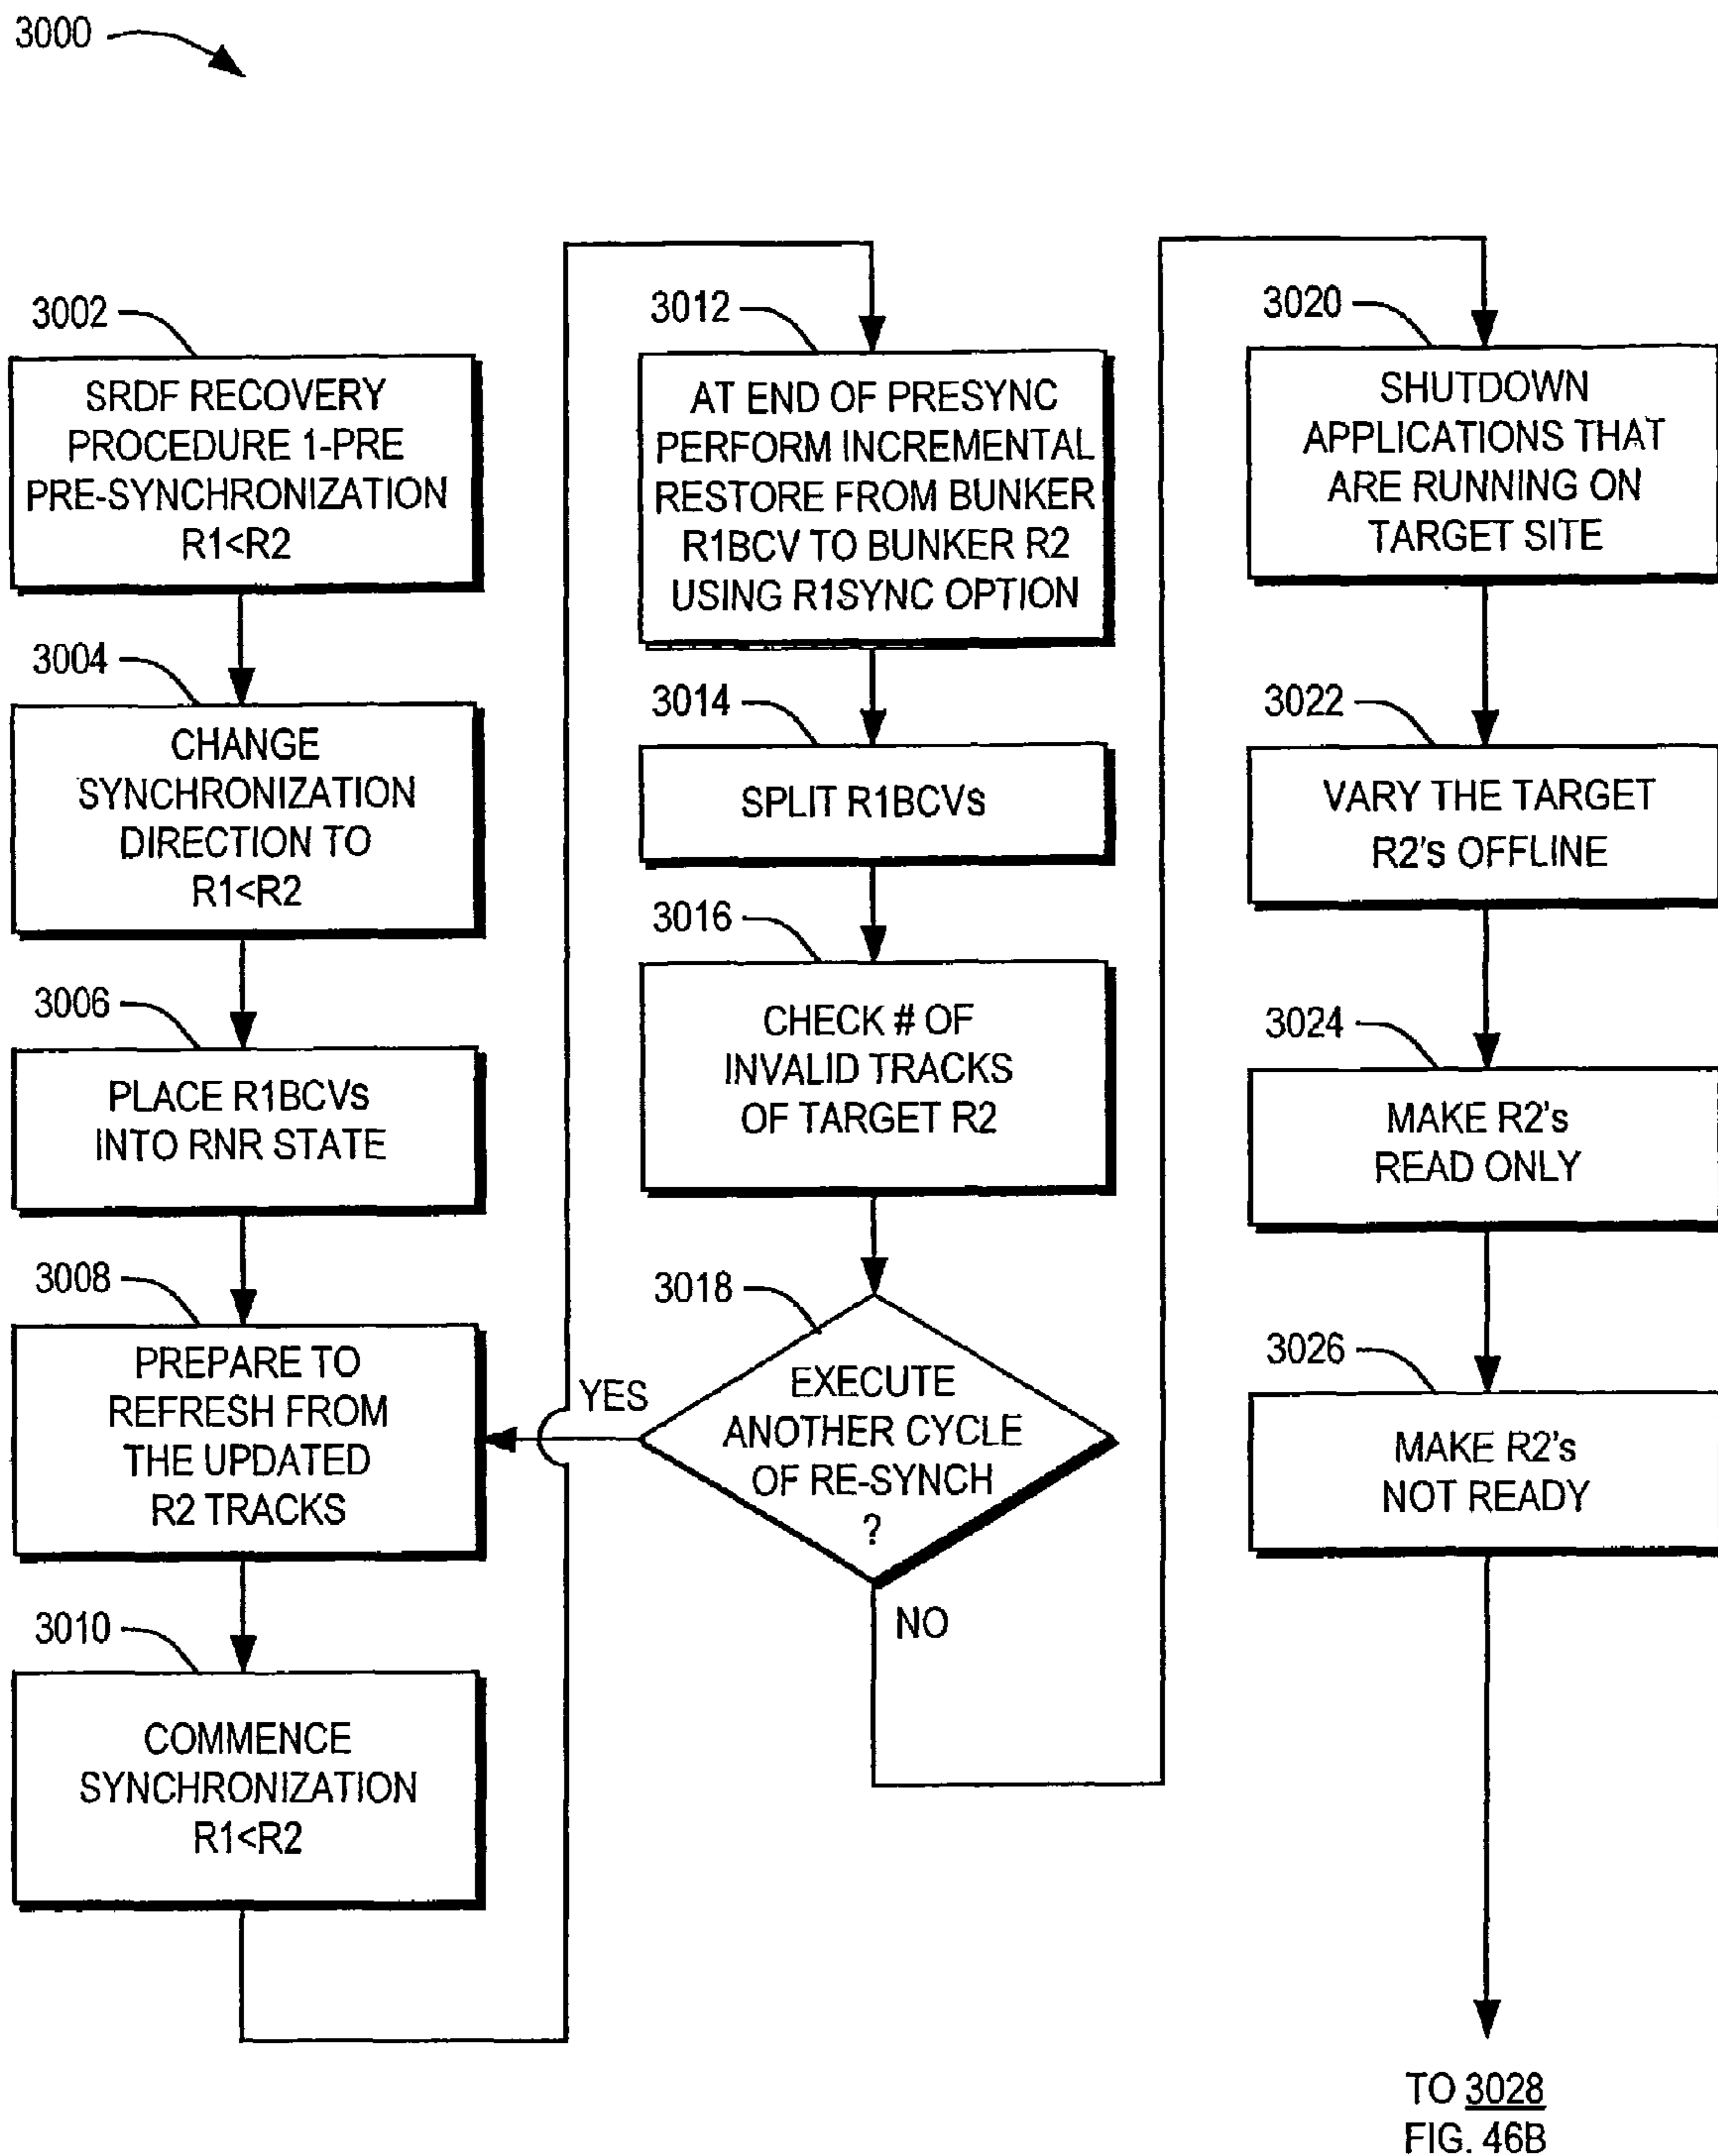 3000
3002
SRDF RECOVERY
PROCEDURE 1-PRE
PRE-SYNCHRONIZATION
R1<R2
3004
CHANGE
SYNCHRONIZATION
DIRECTION TO
R1<R2
3006
PLACE R1BCVs
INTO RNR STATE
3008
PREPARE TO
REFRESH FROM
THE UPDATED
R2 TRACKS
3010
COMMENCE
SYNCHRONIZATION
R1<R2
3012
AT END OF PRESYNC
PERFORM INCREMENTAL
RESTORE FROM BUNKER
R1BCV TO BUNKER R2
USING R1SYNC OPTION
3014
SPLIT R1BCVs
3016
CHECK # OF
INVALID TRACKS
OF TARGET R2
3018
EXECUTE
ANOTHER CYCLE
OF RE-SYNCH
?
YES
NO
3020
SHUTDOWN
APPLICATIONS THAT
ARE RUNNING ON
TARGET SITE
3022
VARY THE TARGET
R2's OFFLINE
3024
MAKE R2's
READ ONLY
3026
MAKE R2's
NOT READY
TO 3028
FIG. 46B